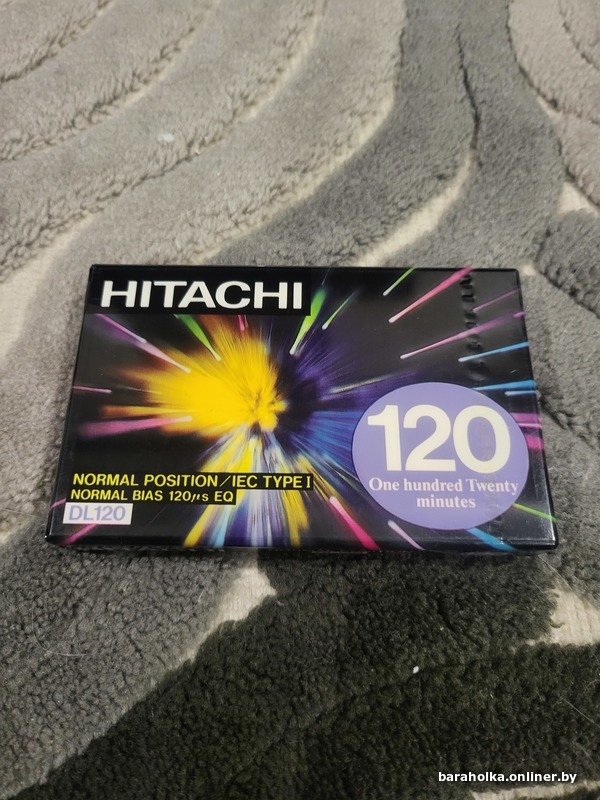 HITACHI
120
One hundred Twenty
minutes
NORMAL POSITION/IEC TYPE I
NORMAL BIAS 120μs EQ
DL120
baraholka.onliner.by